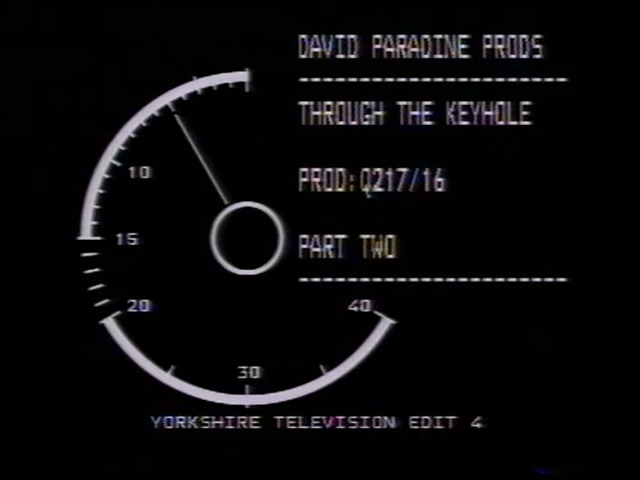 DAVID PARADINE PRODS
THROUGH THE KEYHOLE
PROD:Q217/16
PART TWO
10
15
20
30
40
YORKSHIRE TELEVISION EDIT 4